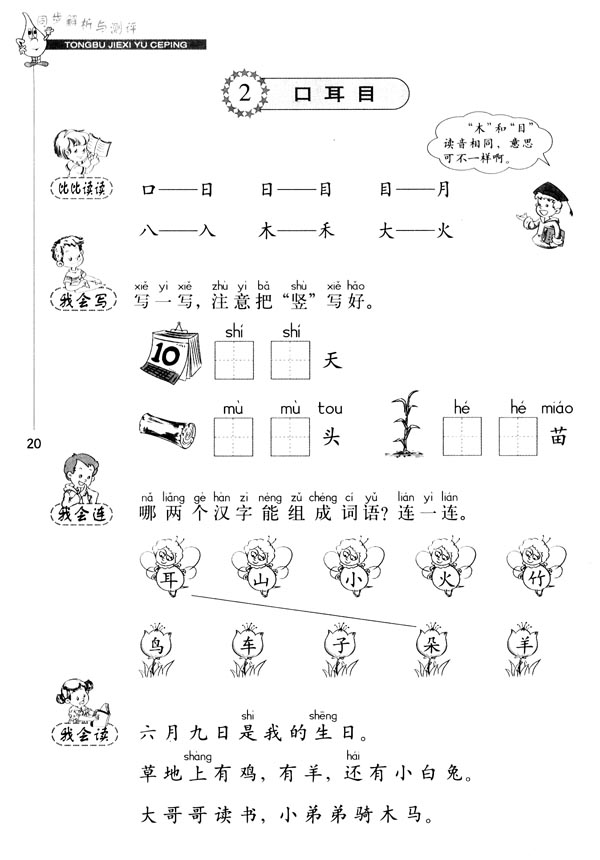 同步解析与测评
TONGBU JIEXI YU CEPING
2 口耳目
“木”和“目”
读音相同，意思
可不一样啊。
比比读读
口——日 日——目 目——月
八——入 木——禾 大——火
我会写
xiě yi xiě zhù yì bǎ shù xiě hǎo
写一写，注意把“竖”写好。
10
shí shí
天
mù mù tou
头
hé hé miáo
苗
20
我会连
nǎ liǎng gè hàn zì néng zǔ chéng cí yǔ lián yi lián
哪两个汉字能组成词语？连一连。
耳 山 小 火 竹
鸟 车 子 朵 羊
我会读
shì shēng
六月九日是我的生日。
shàng hái
草地上有鸡，有羊，还有小白兔。
大哥哥读书，小弟弟骑木马。